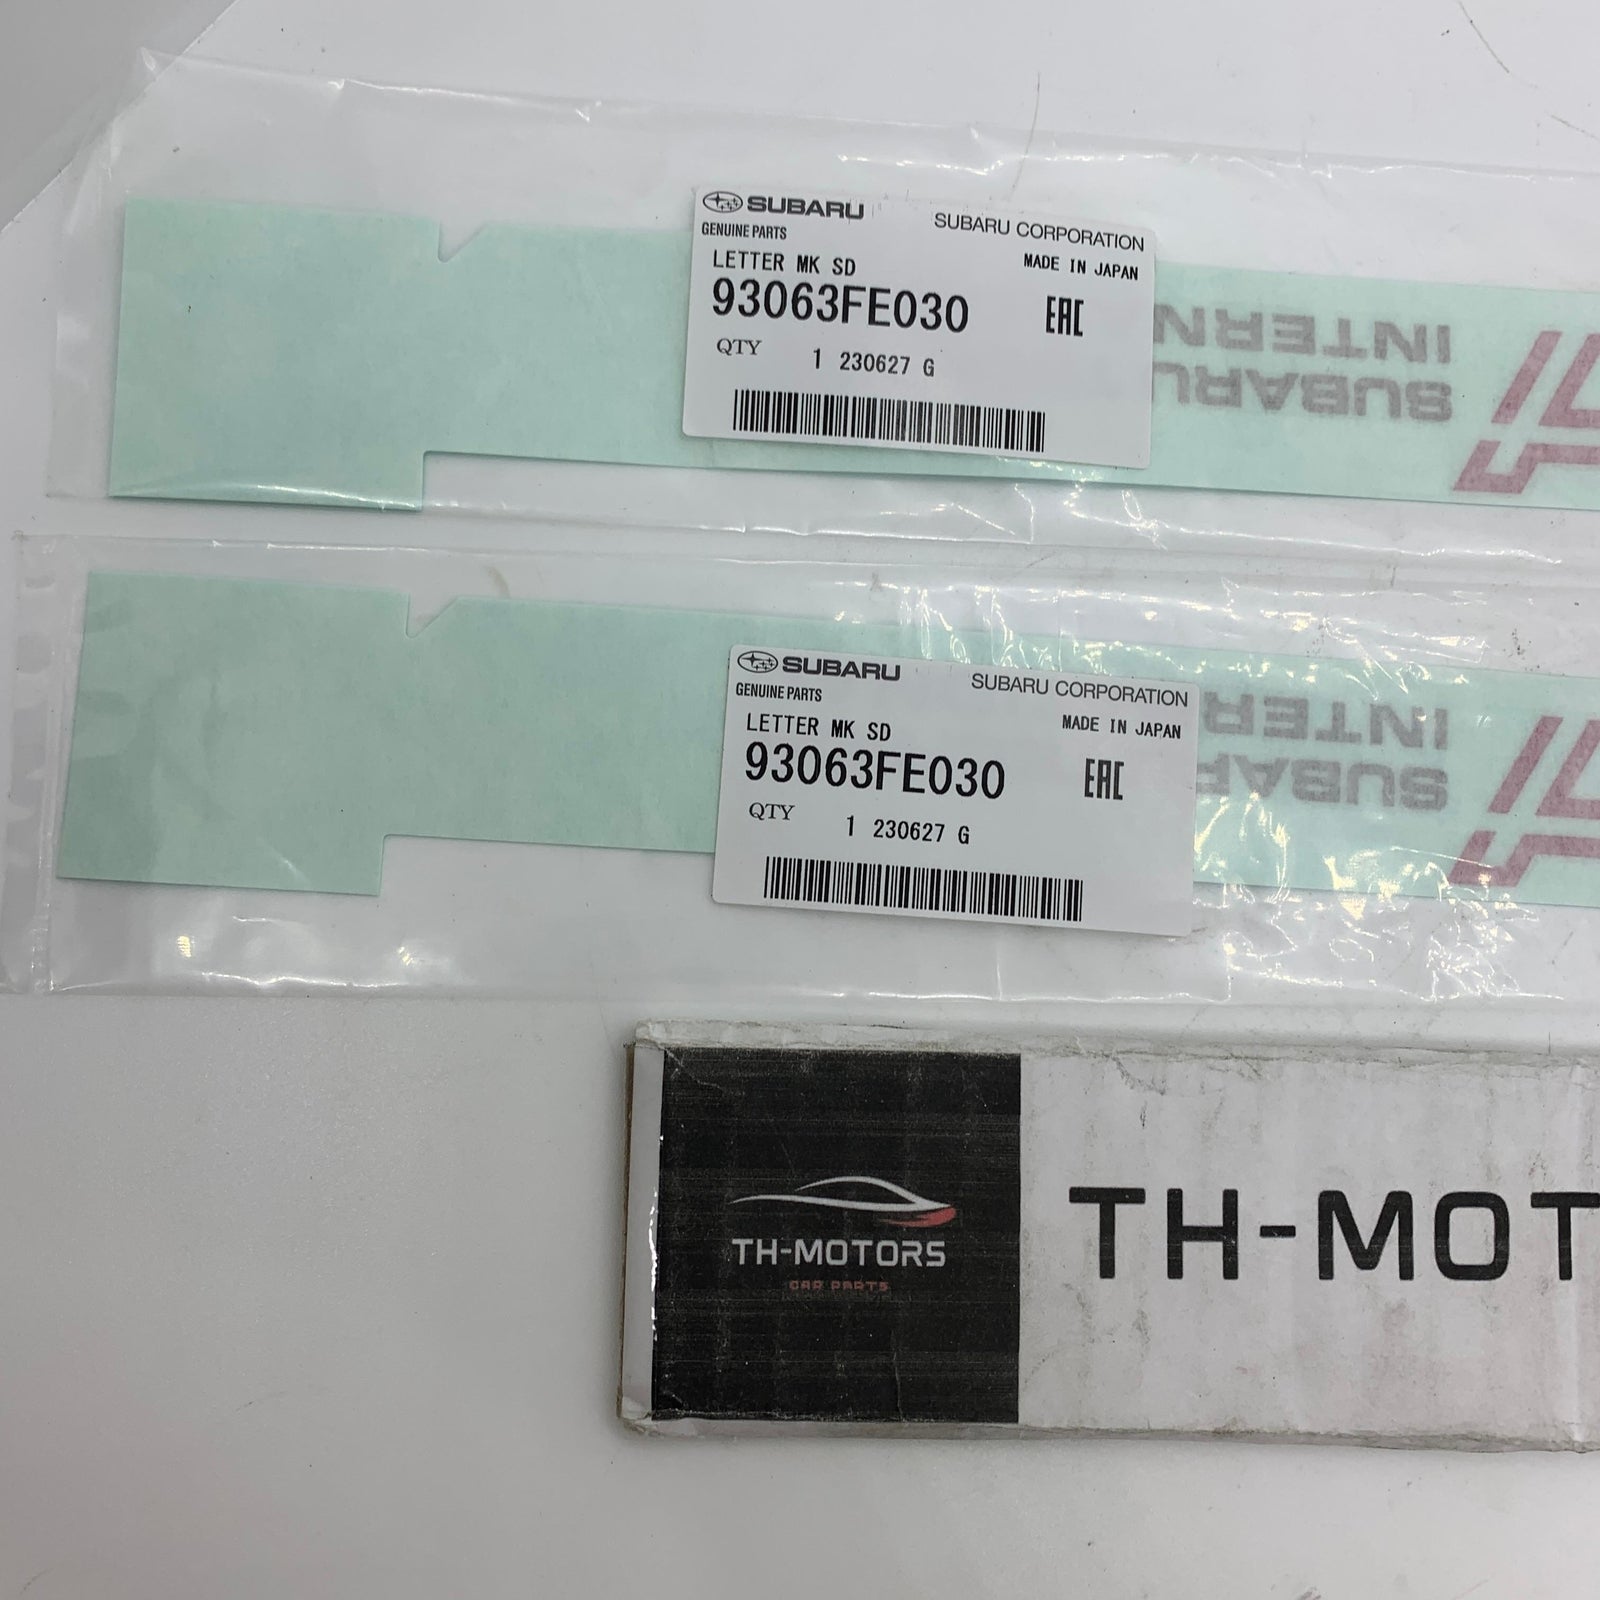 SUBARU
SUBARU CORPORATION
GENUINE PARTS
LETTER MK SD
MADE IN JAPAN
93063FE030
EAC
QTY
1 230627 G
INTERN
SUBARU
SUBARU
SUBARU CORPORATION
GENUINE PARTS
LETTER MK SD
MADE IN JAPAN
93063FE030
EAC
QTY
1 230627 G
INTER
SUBAR
TH-MOTORS
CAR PARTS
TH-MOT